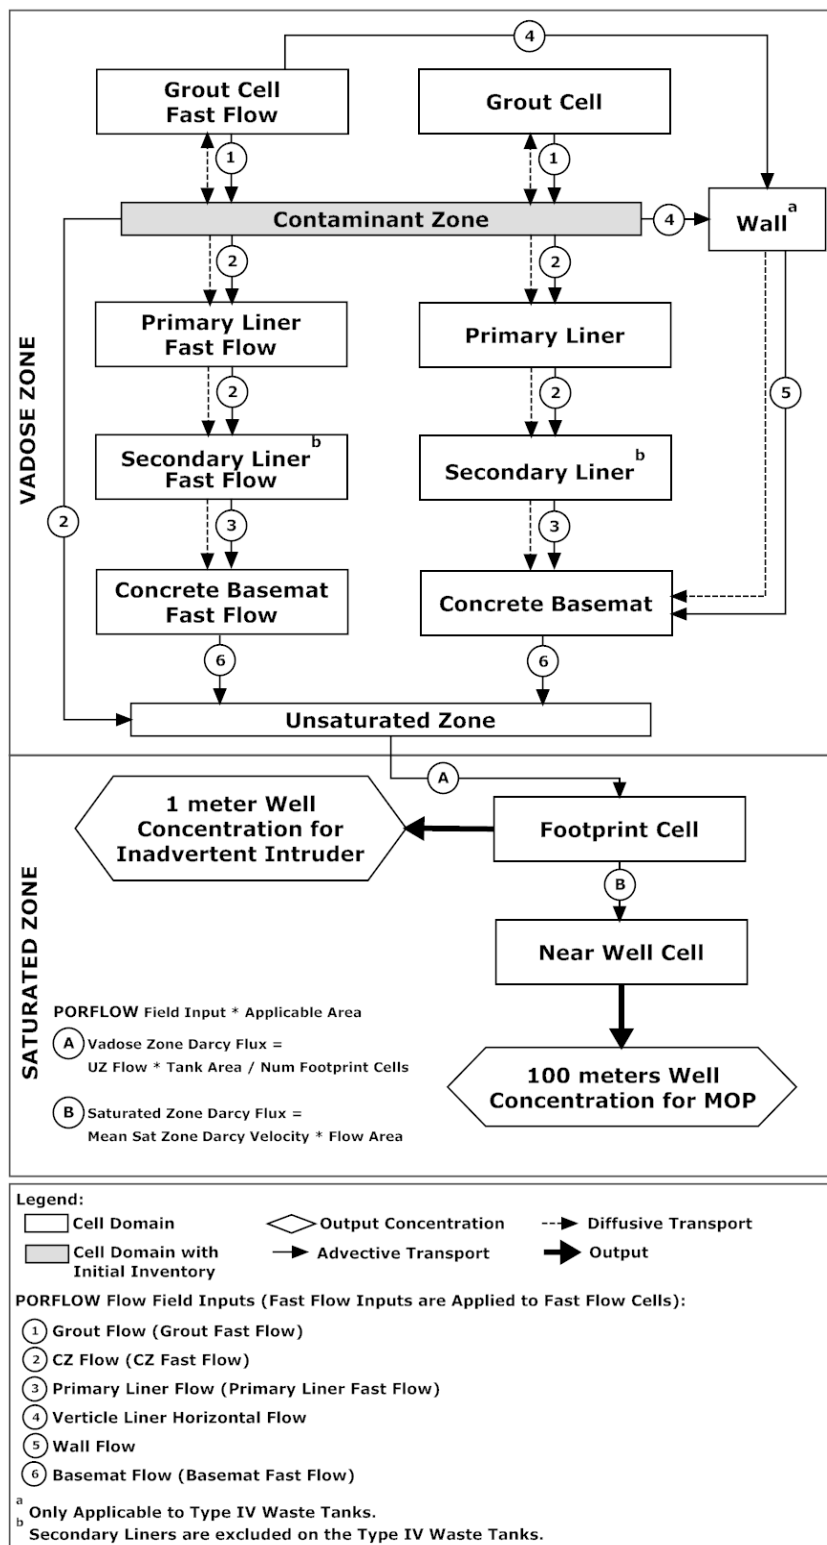 4
Grout Cell
Fast Flow
Grout Cell
1
1
Contaminant Zone
4
Wall a
2
2
Primary Liner
Fast Flow
Primary Liner
VADOSE ZONE
2
2
5
Secondary Liner b
Fast Flow
Secondary Liner b
2
3
3
Concrete Basemat
Fast Flow
Concrete Basemat
6
6
Unsaturated Zone
A
1 meter Well
Concentration for
Inadvertent Intruder
Footprint Cell
B
SATURATED ZONE
Near Well Cell
PORFLOW Field Input * Applicable Area
A Vadose Zone Darcy Flux =
UZ Flow * Tank Area / Num Footprint Cells
100 meters Well
Concentration for MOP
B Saturated Zone Darcy Flux =
Mean Sat Zone Darcy Velocity * Flow Area
Legend:
Cell Domain
Output Concentration
Diffusive Transport
Cell Domain with
Initial Inventory
Advective Transport
Output
PORFLOW Flow Field Inputs (Fast Flow Inputs are Applied to Fast Flow Cells):
1 Grout Flow (Grout Fast Flow)
2 CZ Flow (CZ Fast Flow)
3 Primary Liner Flow (Primary Liner Fast Flow)
4 Verticle Liner Horizontal Flow
5 Wall Flow
6 Basemat Flow (Basemat Fast Flow)
a Only Applicable to Type IV Waste Tanks.
b Secondary Liners are excluded on the Type IV Waste Tanks.